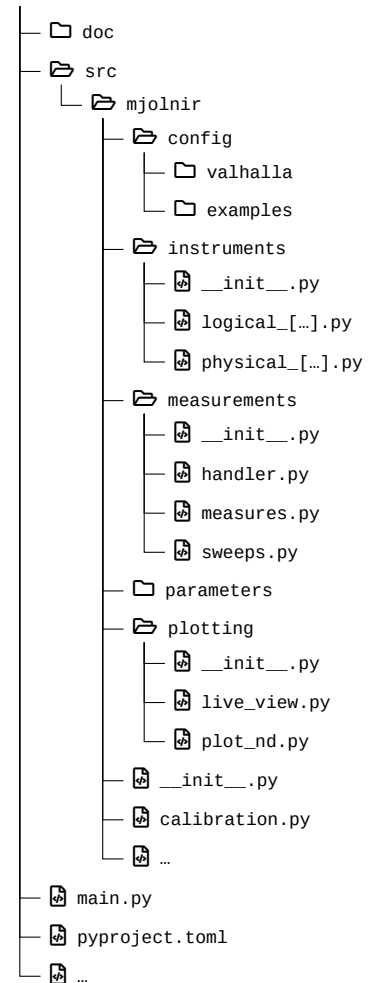 doc
src
mjolnir
config
valhalla
examples
instruments
__init__.py
logical_[…].py
physical_[…].py
measurements
__init__.py
handler.py
measures.py
sweeps.py
parameters
plotting
__init__.py
live_view.py
plot_nd.py
__init__.py
calibration.py
…
main.py
pyproject.toml
…